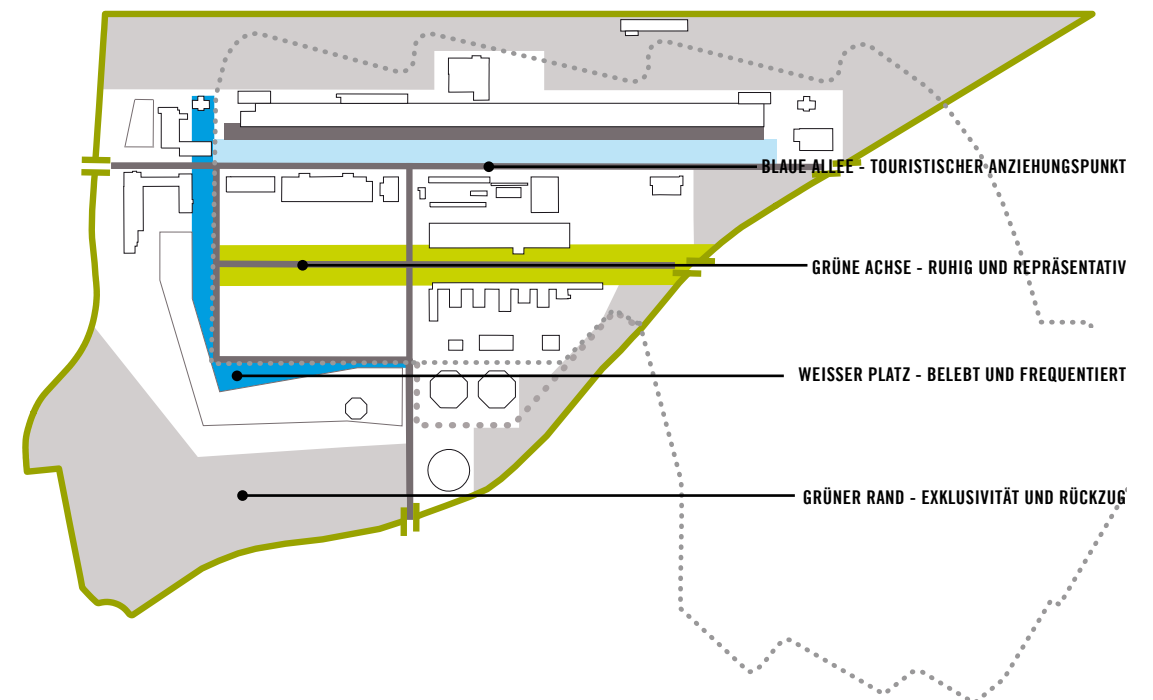 BLAUE ALLEE - TOURISTISCHER ANZIEHUNGSPUNKT
GRÜNE ACHSE - RUHIG UND REPRÄSENTATIV
WEISSER PLATZ - BELEBT UND FREQUENTIERT
GRÜNER RAND - EXKLUSIVITÄT UND RÜCKZUG